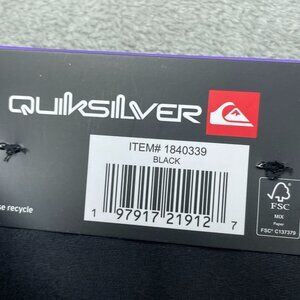 QUIKSILVER
ITEM# 1840339
BLACK
1 97917 21912 7
se recycle
FSC
MIX
Paper
FSC® C137379